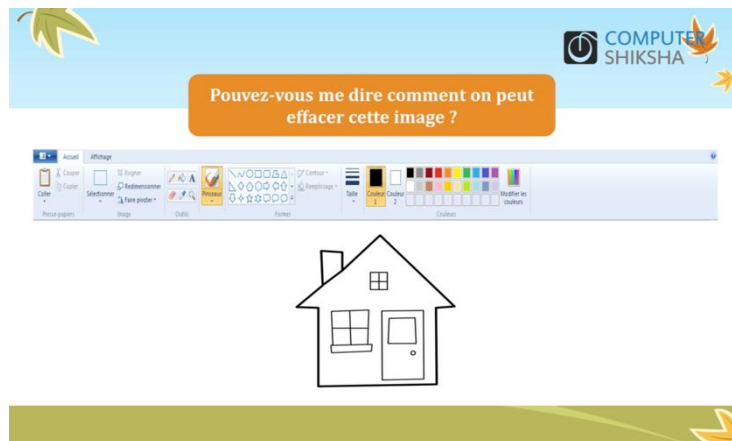 COMPUTER
SHIKSHA
Pouvez-vous me dire comment on peut
effacer cette image ?
Accueil Affichage
Coller
Couper
Copier
Presse-papiers
Sélectionner
Rogner
Redimensionner
Faire pivoter
Image
A
Outils
Pinceaux
Contour
Remplissage
Formes
Taille
Couleur
1
Couleur
2
Modifier les
couleurs
Couleurs